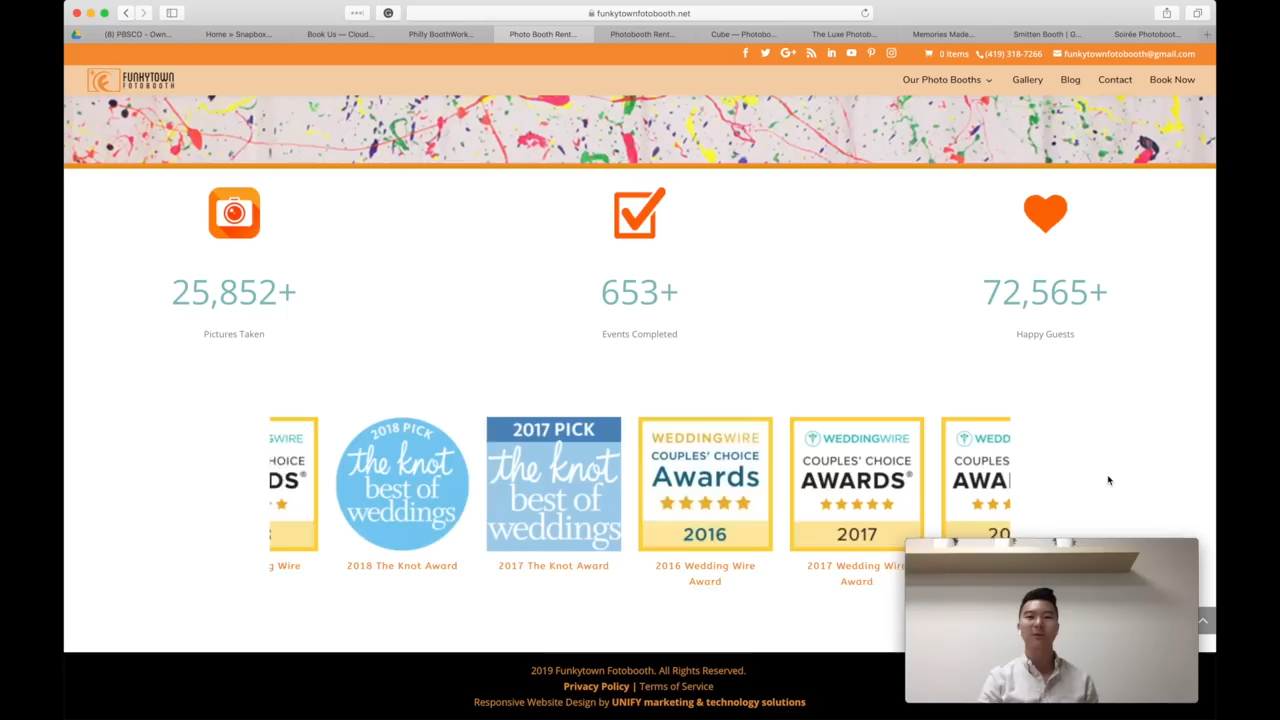 funkytownfotobooth.net
(8) PBSCO - Own...
Home » Snapbox...
Book Us — Cloud...
Philly BoothWork...
Photo Booth Rent...
Photobooth Rent...
Cube — Photobo...
The Luxe Photob...
Memories Made...
Smitten Booth | G...
Soirée Photoboot...
0 Items
(419) 318-7266
funkytownfotobooth@gmail.com
FUNKYTOWN
FOTOBOOTH
Our Photo Booths
Gallery
Blog
Contact
Book Now
25,852+
653+
72,565+
Pictures Taken
Events Completed
Happy Guests
2018 PICK
the knot
best of
weddings
2017 PICK
the knot
best of
weddings
WEDDINGWIRE
COUPLES' CHOICE
Awards
2016
WEDDINGWIRE
COUPLES' CHOICE
AWARDS®
2017
WEDD
COUPLES'
AWA
20
g Wire
2018 The Knot Award
2017 The Knot Award
2016 Wedding Wire
Award
2017 Wedding Wire
Award
2019 Funkytown Fotobooth. All Rights Reserved.
Privacy Policy | Terms of Service
Responsive Website Design by UNIFY marketing & technology solutions